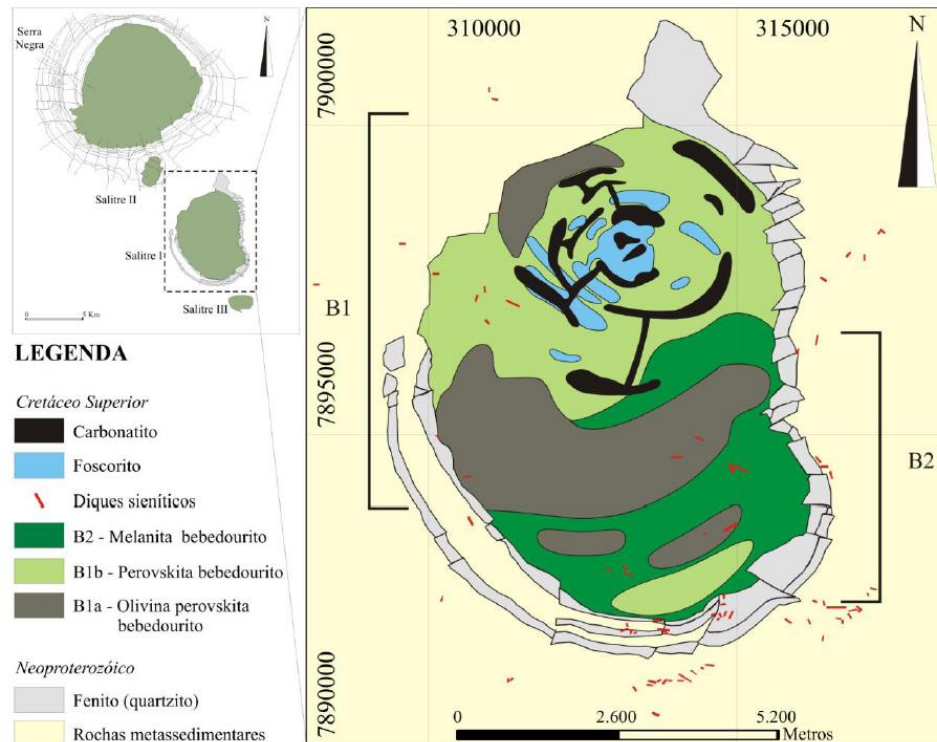 Serra
Negra
N
Salitre II
Salitre I
Salitre III
0 5 Km
LEGENDA
Cretáceo Superior
Carbonatito
Foscorito
Diques sieníticos
B2 - Melanita bebedourito
B1b - Perovskita bebedourito
B1a - Olivina perovskita
bebedourito
Neoproterozóico
Fenito (quartzito)
Rochas metassedimentares
310000 315000
N
7900000
7895000
7890000
B1
B2
0 2.600 5.200
Metros